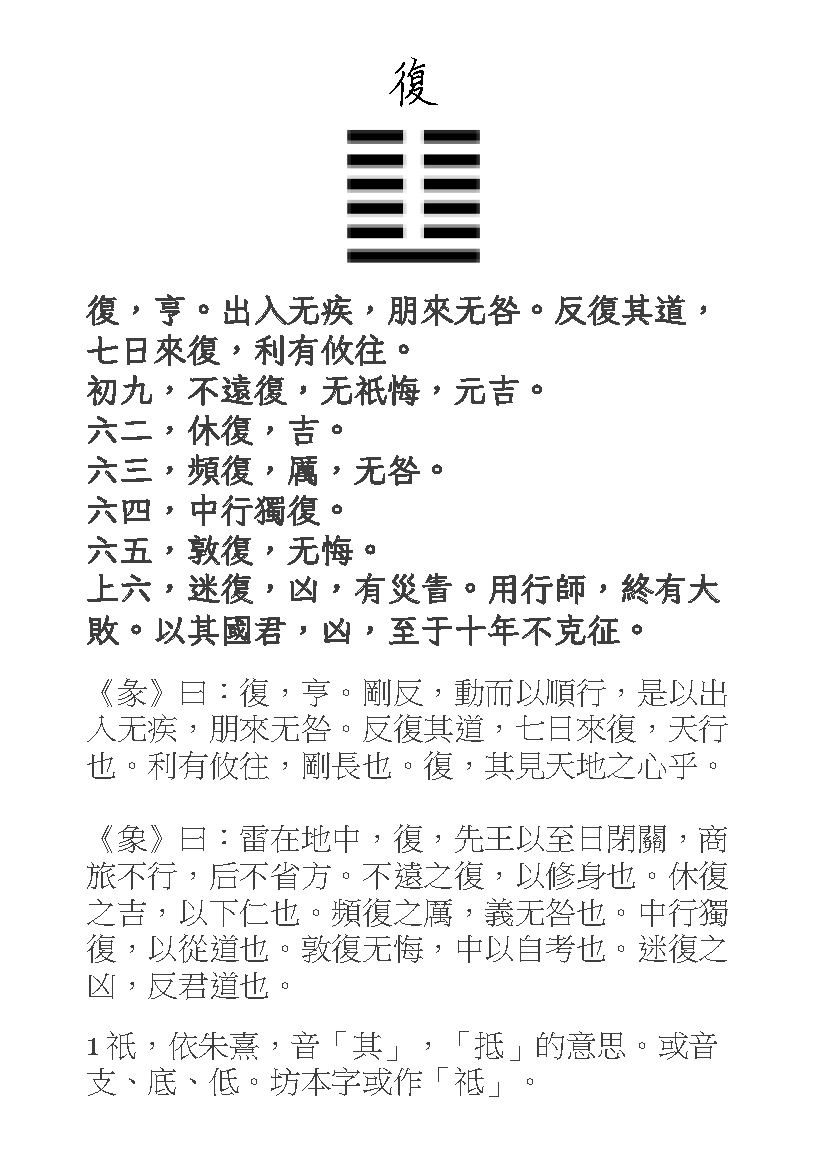 復
復，亨。出入无疾，朋來无咎。反復其道，
七日來復，利有攸往。
初九，不遠復，无祇悔，元吉。
六二，休復，吉。
六三，頻復，厲，无咎。
六四，中行獨復。
六五，敦復，无悔。
上六，迷復，凶，有災眚。用行師，終有大
敗。以其國君，凶，至于十年不克征。
《彖》曰：復，亨。剛反，動而以順行，是以出
入无疾，朋來无咎。反復其道，七日來復，天行
也。利有攸往，剛長也。復，其見天地之心乎。
《象》曰：雷在地中，復，先王以至日閉關，商
旅不行，后不省方。不遠之復，以修身也。休復
之吉，以下仁也。頻復之厲，義无咎也。中行獨
復，以從道也。敦復无悔，中以自考也。迷復之
凶，反君道也。
1 祇，依朱熹，音「其」，「抵」的意思。或音
支、底、低。坊本字或作「祗」。